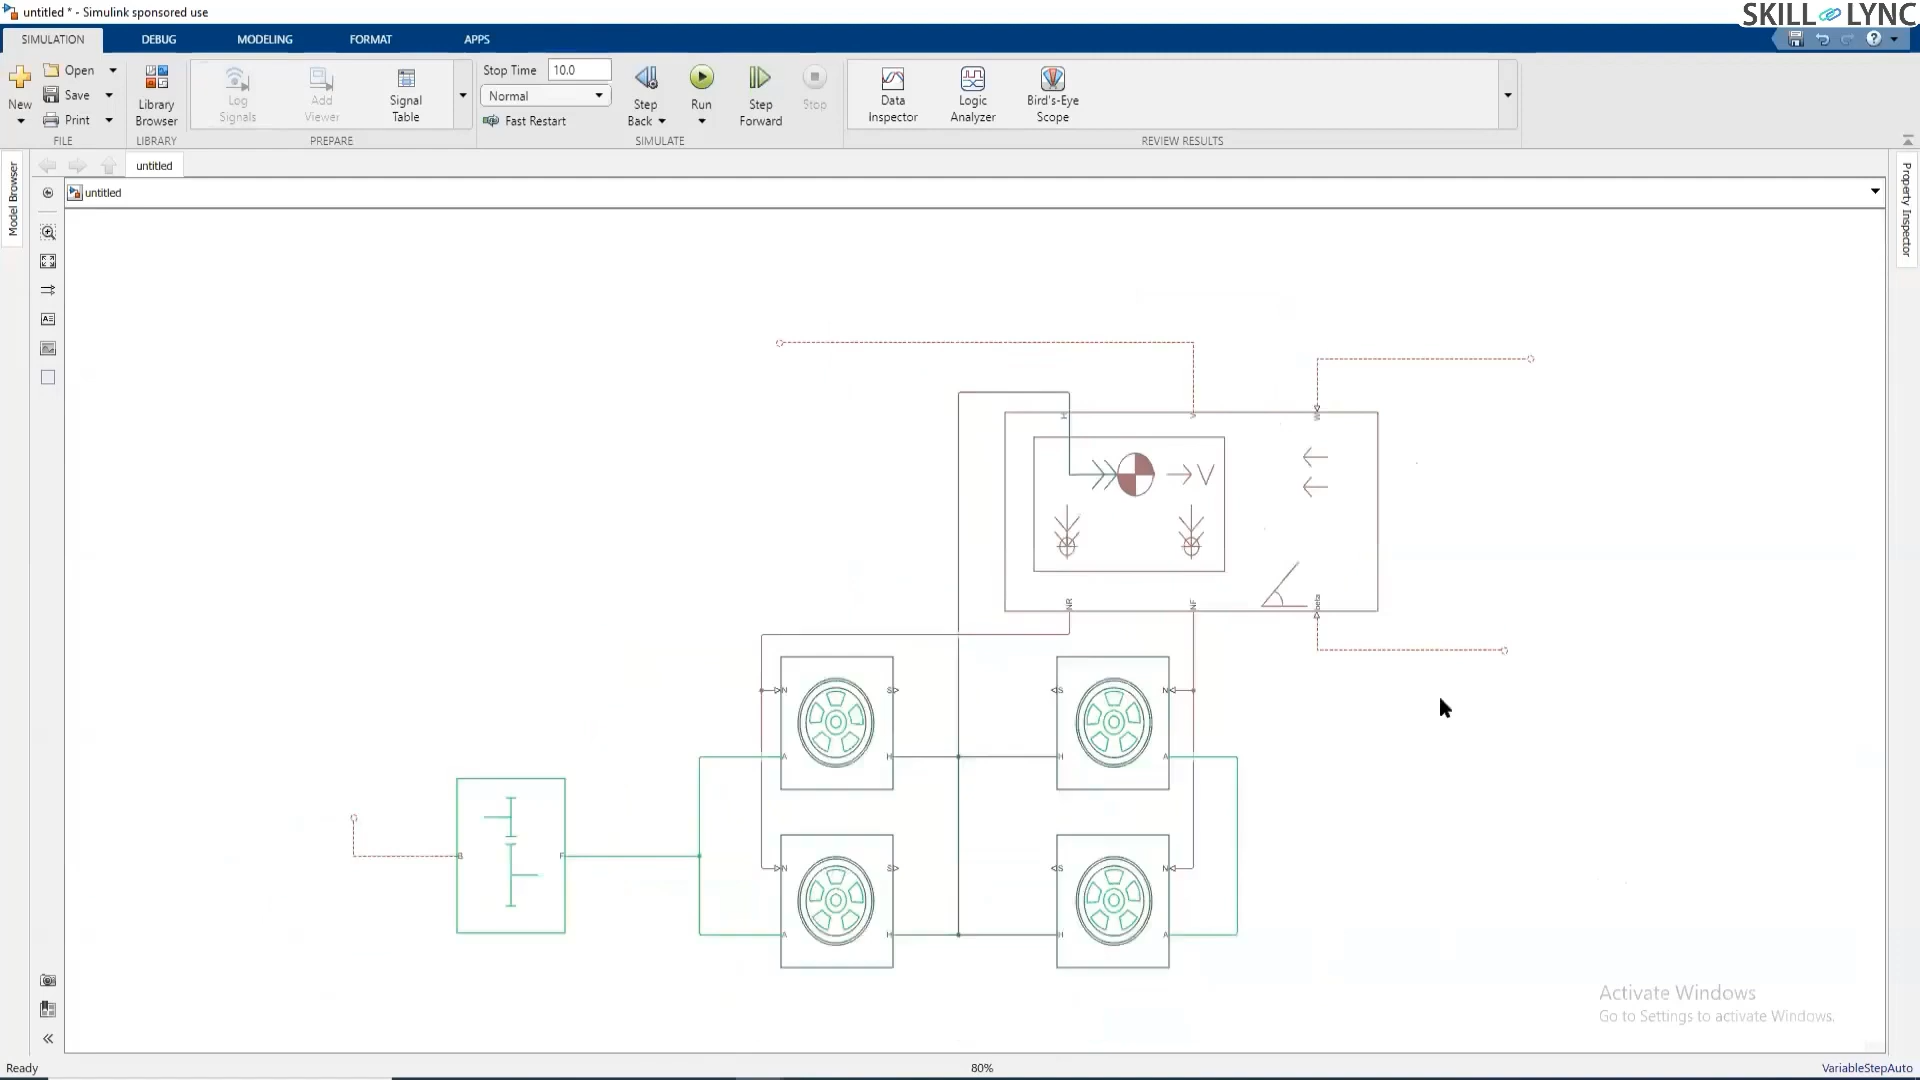 untitled * - Simulink sponsored use
SKILL LYNC
SIMULATION DEBUG MODELING FORMAT APPS
New
Open
Save
Print
FILE
Library Browser
LIBRARY
Log Signals
Add Viewer
Signal Table
PREPARE
Stop Time 10.0
Normal
Fast Restart
Step Back
Run
Step Forward
Stop
SIMULATE
Data Inspector
Logic Analyzer
Bird's-Eye Scope
REVIEW RESULTS
untitled
untitled
Model Browser
Property Inspector
H V W
V
NR NF beta
N S S N
A H H A
B F
N S S N
A H H A
Activate Windows
Go to Settings to activate Windows.
Ready 80% VariableStepAuto